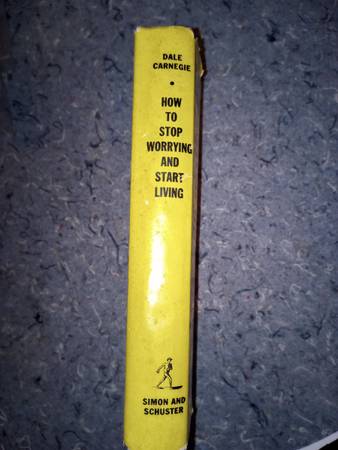 DALE
CARNEGIE
•
HOW
TO
STOP
WORRYING
AND
START
LIVING
SIMON AND
SCHUSTER